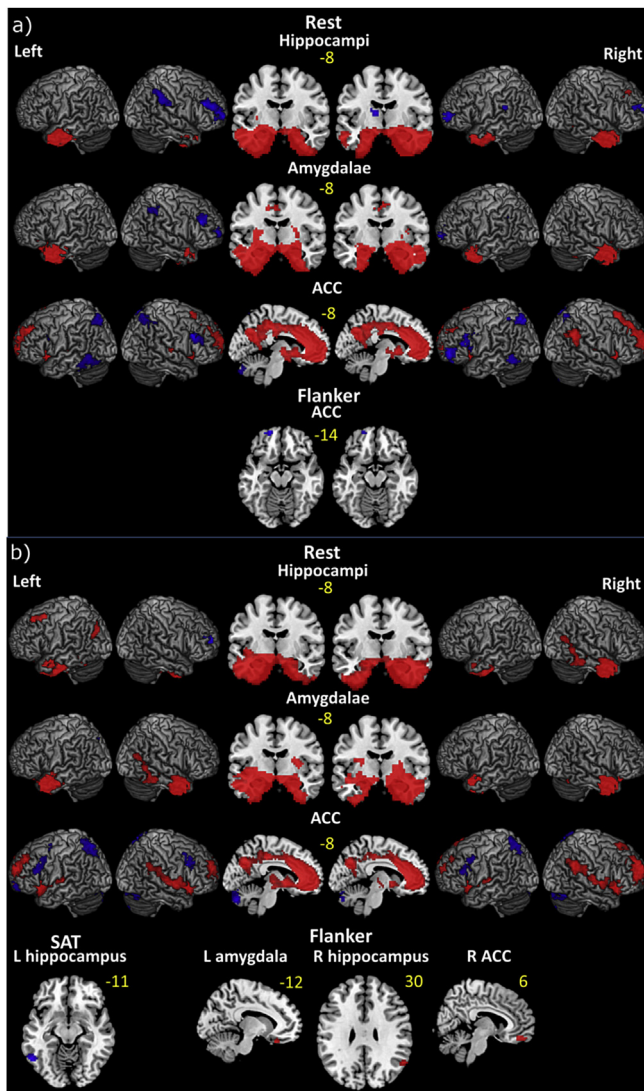 a)
Rest
Hippocampi
Left
-8
Right
Amygdalae
-8
ACC
-8
Flanker
ACC
-14
b)
Rest
Hippocampi
Left
-8
Right
Amygdalae
-8
ACC
-8
SAT
L hippocampus
-11
Flanker
L amygdala
-12
R hippocampus
30
R ACC
6